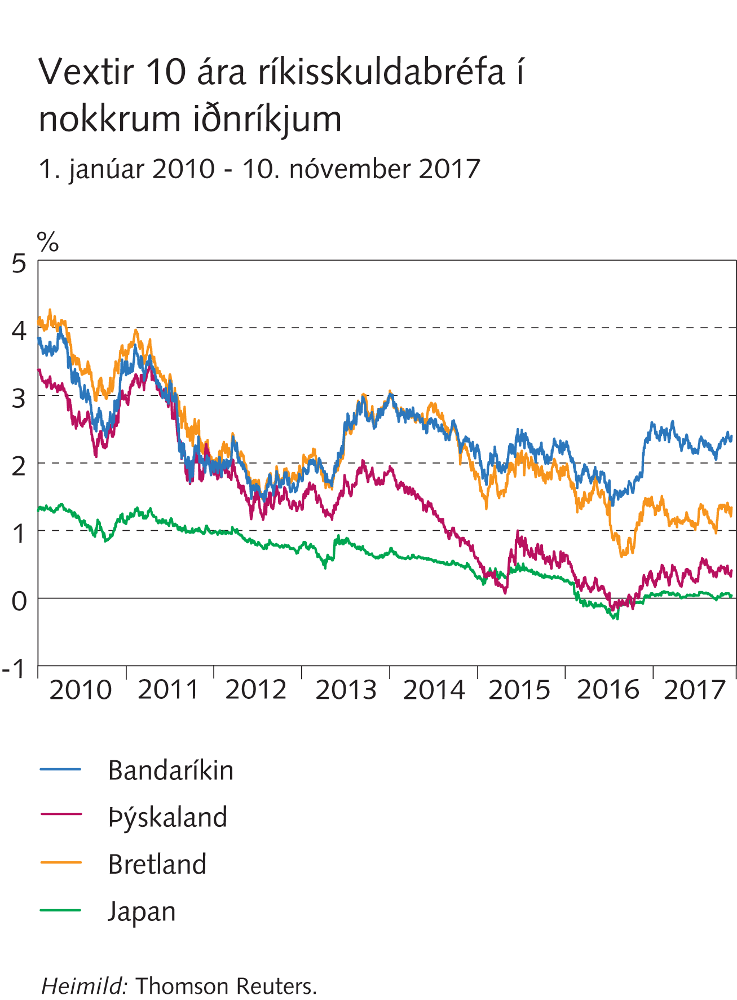 Vextir 10 ára ríkisskuldabréfa í
nokkrum iðnríkjum
1. janúar 2010 - 10. nóvember 2017
%
5
4
3
2
1
0
-1
2010 2011 2012 2013 2014 2015 2016 2017
Bandaríkin
Þýskaland
Bretland
Japan
Heimild: Thomson Reuters.